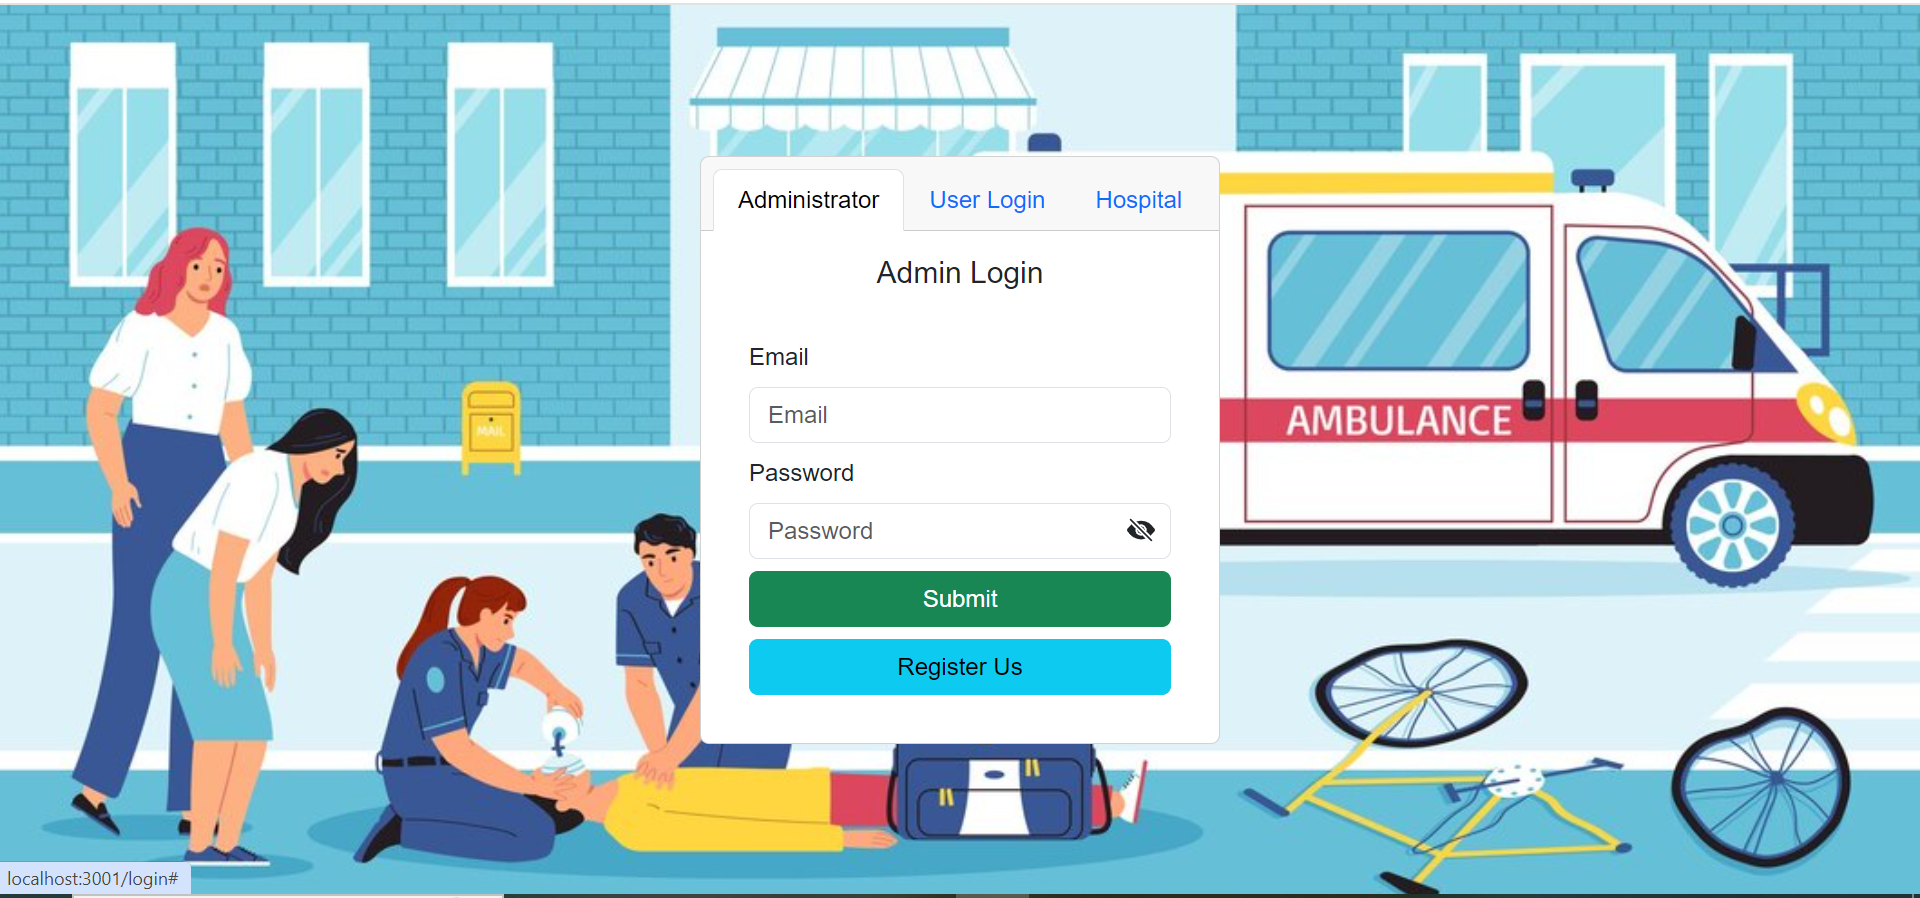 Administrator User Login Hospital
Admin Login
Email
Email
Password
Password
Submit
Register Us
AMBULANCE
MAIL
localhost:3001/login#